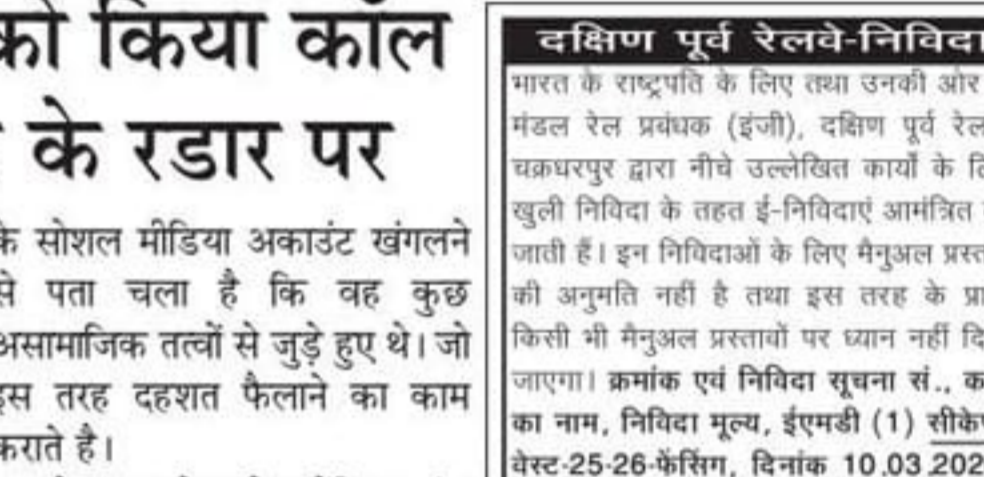 को किया कॉल
के रडार पर
के सोशल मीडिया अकाउंट खंगलने
से पता चला है कि वह कुछ
असामाजिक तत्वों से जुड़े हुए थे। जो
इस तरह दहशत फैलाने का काम
कराते है।
दक्षिण पूर्व रेलवे-निविदा
भारत के राष्ट्रपति के लिए तथा उनकी ओर
मंडल रेल प्रबंधक (इंजी), दक्षिण पूर्व
चक्रधरपुर द्वारा नीचे उल्लेखित कार्यों के
खुली निविदा के तहत ई-निविदाएं आमंत्रित
जाती हैं। इन निविदाओं के लिए मैनुअल
की अनुमति नहीं है तथा इस तरह के
किसी भी मैनुअल प्रस्तावों पर ध्यान नहीं
जाएगा। क्रमांक एवं निविदा सूचना सं.,
का नाम, निविदा मूल्य, ईएमडी (1)
वेस्ट-25-26-फेंसिंग, दिनांक 10.03.202